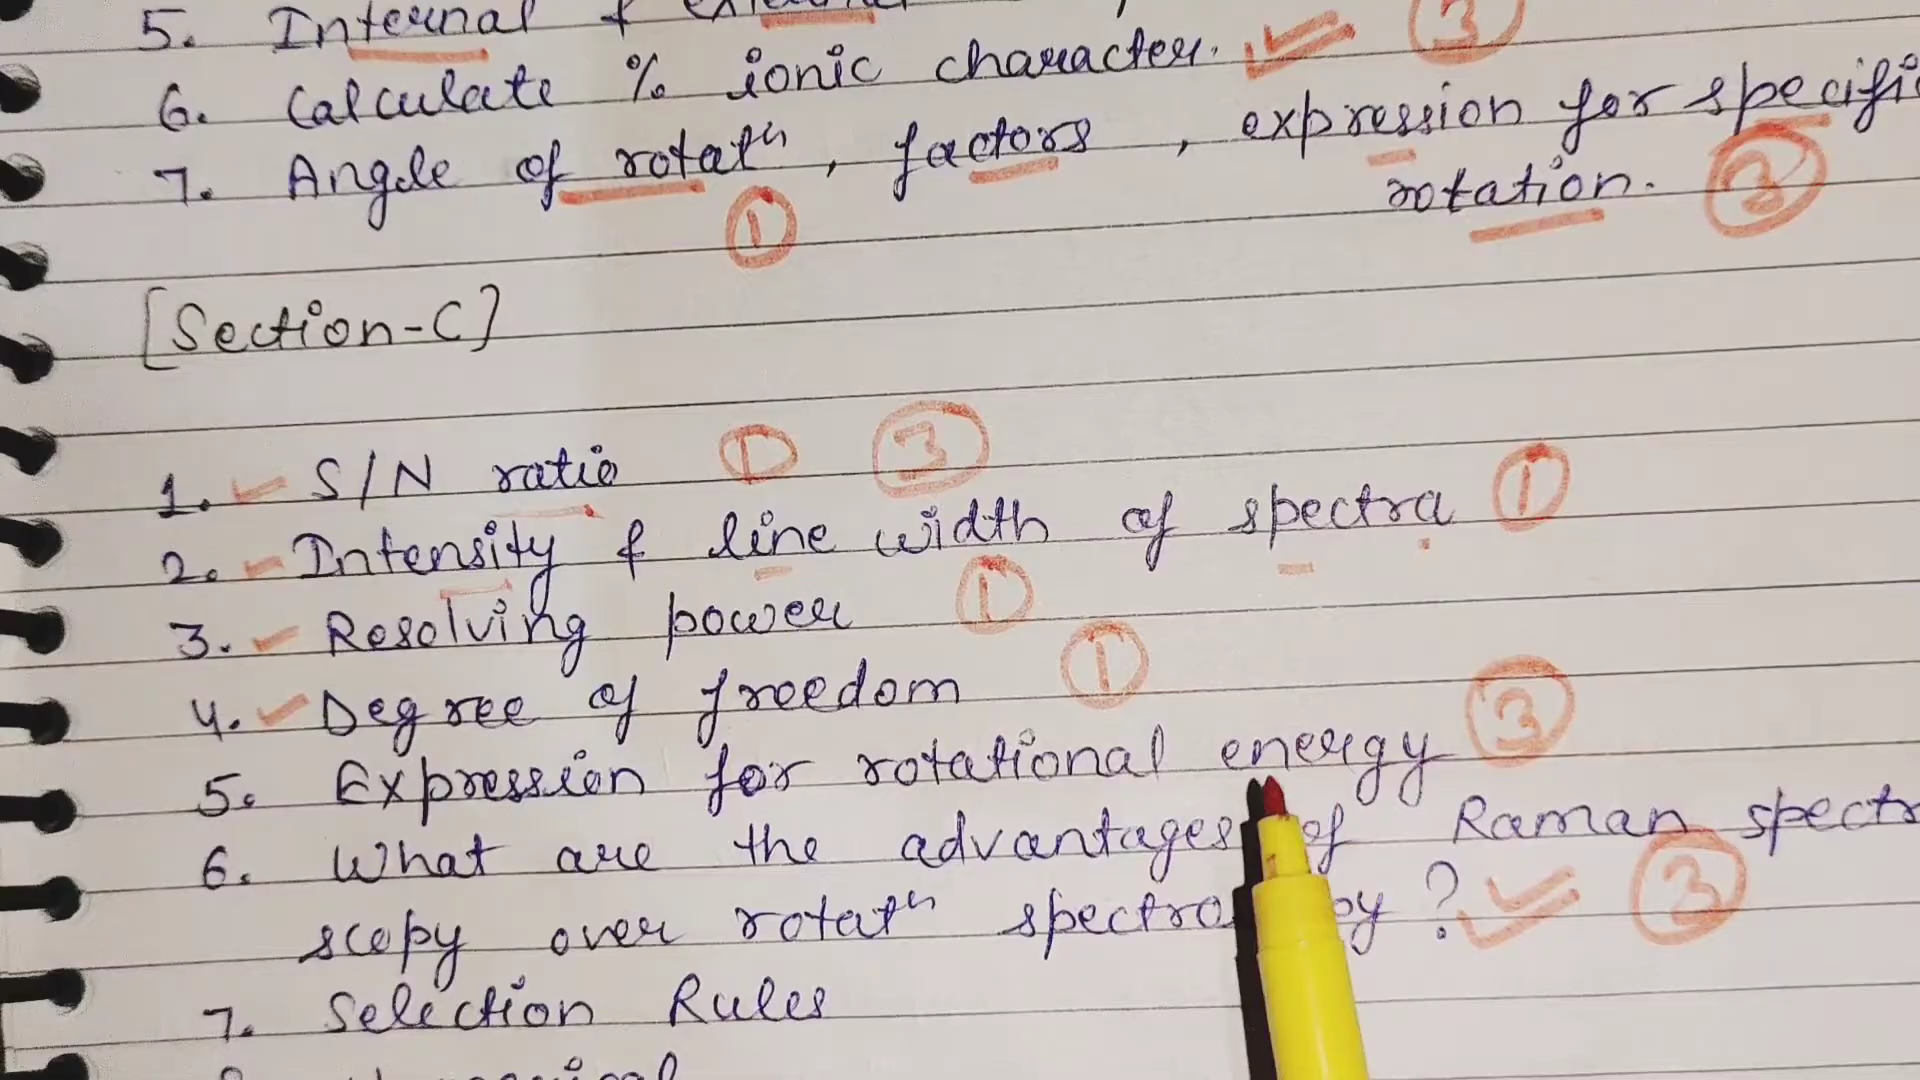 5. Internal & external
6. Calculate % ionic character. ③
7. Angle of rotatⁿ, factors, expression for specific
rotation. ③
①
[Section-C]
1. S/N ratio ① ③
2. Intensity & line width of spectra ①
3. Resolving power ①
4. Degree of freedom ①
5. Expression for rotational energy ③
6. What are the advantages of Raman spectro
scopy over rotatⁿ spectroscopy? ③
7. Selection Rules